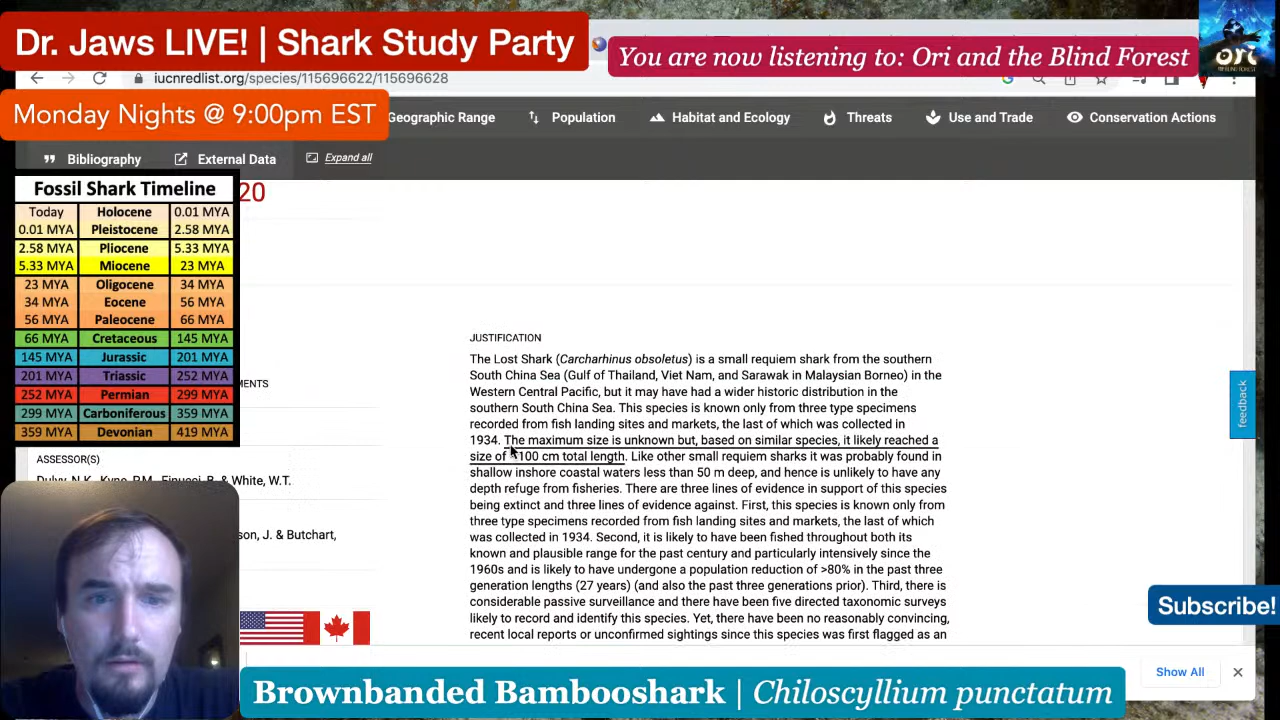 Dr. Jaws LIVE! | Shark Study Party
You are now listening to: Ori and the Blind Forest
ori
iucnredlist.org/species/115696622/115696628
Monday Nights @ 9:00pm EST
Geographic Range
Population
Habitat and Ecology
Threats
Use and Trade
Conservation Actions
Bibliography
External Data
Expand all
20
Fossil Shark Timeline
Today Holocene 0.01 MYA
0.01 MYA Pleistocene 2.58 MYA
2.58 MYA Pliocene 5.33 MYA
5.33 MYA Miocene 23 MYA
23 MYA Oligocene 34 MYA
34 MYA Eocene 56 MYA
56 MYA Paleocene 66 MYA
66 MYA Cretaceous 145 MYA
145 MYA Jurassic 201 MYA
201 MYA Triassic 252 MYA
252 MYA Permian 299 MYA
299 MYA Carboniferous 359 MYA
359 MYA Devonian 419 MYA
MENTS
ASSESSOR(S)
Dulvy, N.K., Kyne, P.M., Finucci, B. & White, W.T.
son, J. & Butchart,
JUSTIFICATION
The Lost Shark (Carcharhinus obsoletus) is a small requiem shark from the southern
South China Sea (Gulf of Thailand, Viet Nam, and Sarawak in Malaysian Borneo) in the
Western Central Pacific, but it may have had a wider historic distribution in the
southern South China Sea. This species is known only from three type specimens
recorded from fish landing sites and markets, the last of which was collected in
1934. The maximum size is unknown but, based on similar species, it likely reached a
size of 100 cm total length. Like other small requiem sharks it was probably found in
shallow inshore coastal waters less than 50 m deep, and hence is unlikely to have any
depth refuge from fisheries. There are three lines of evidence in support of this species
being extinct and three lines of evidence against. First, this species is known only from
three type specimens recorded from fish landing sites and markets, the last of which
was collected in 1934. Second, it is likely to have been fished throughout both its
known and plausible range for the past century and particularly intensively since the
1960s and is likely to have undergone a population reduction of >80% in the past three
generation lengths (27 years) (and also the past three generations prior). Third, there is
considerable passive surveillance and there have been five directed taxonomic surveys
likely to record and identify this species. Yet, there have been no reasonably convincing,
recent local reports or unconfirmed sightings since this species was first flagged as an
feedback
Subscribe!
Show All
Brownbanded Bambooshark | Chiloscyllium punctatum